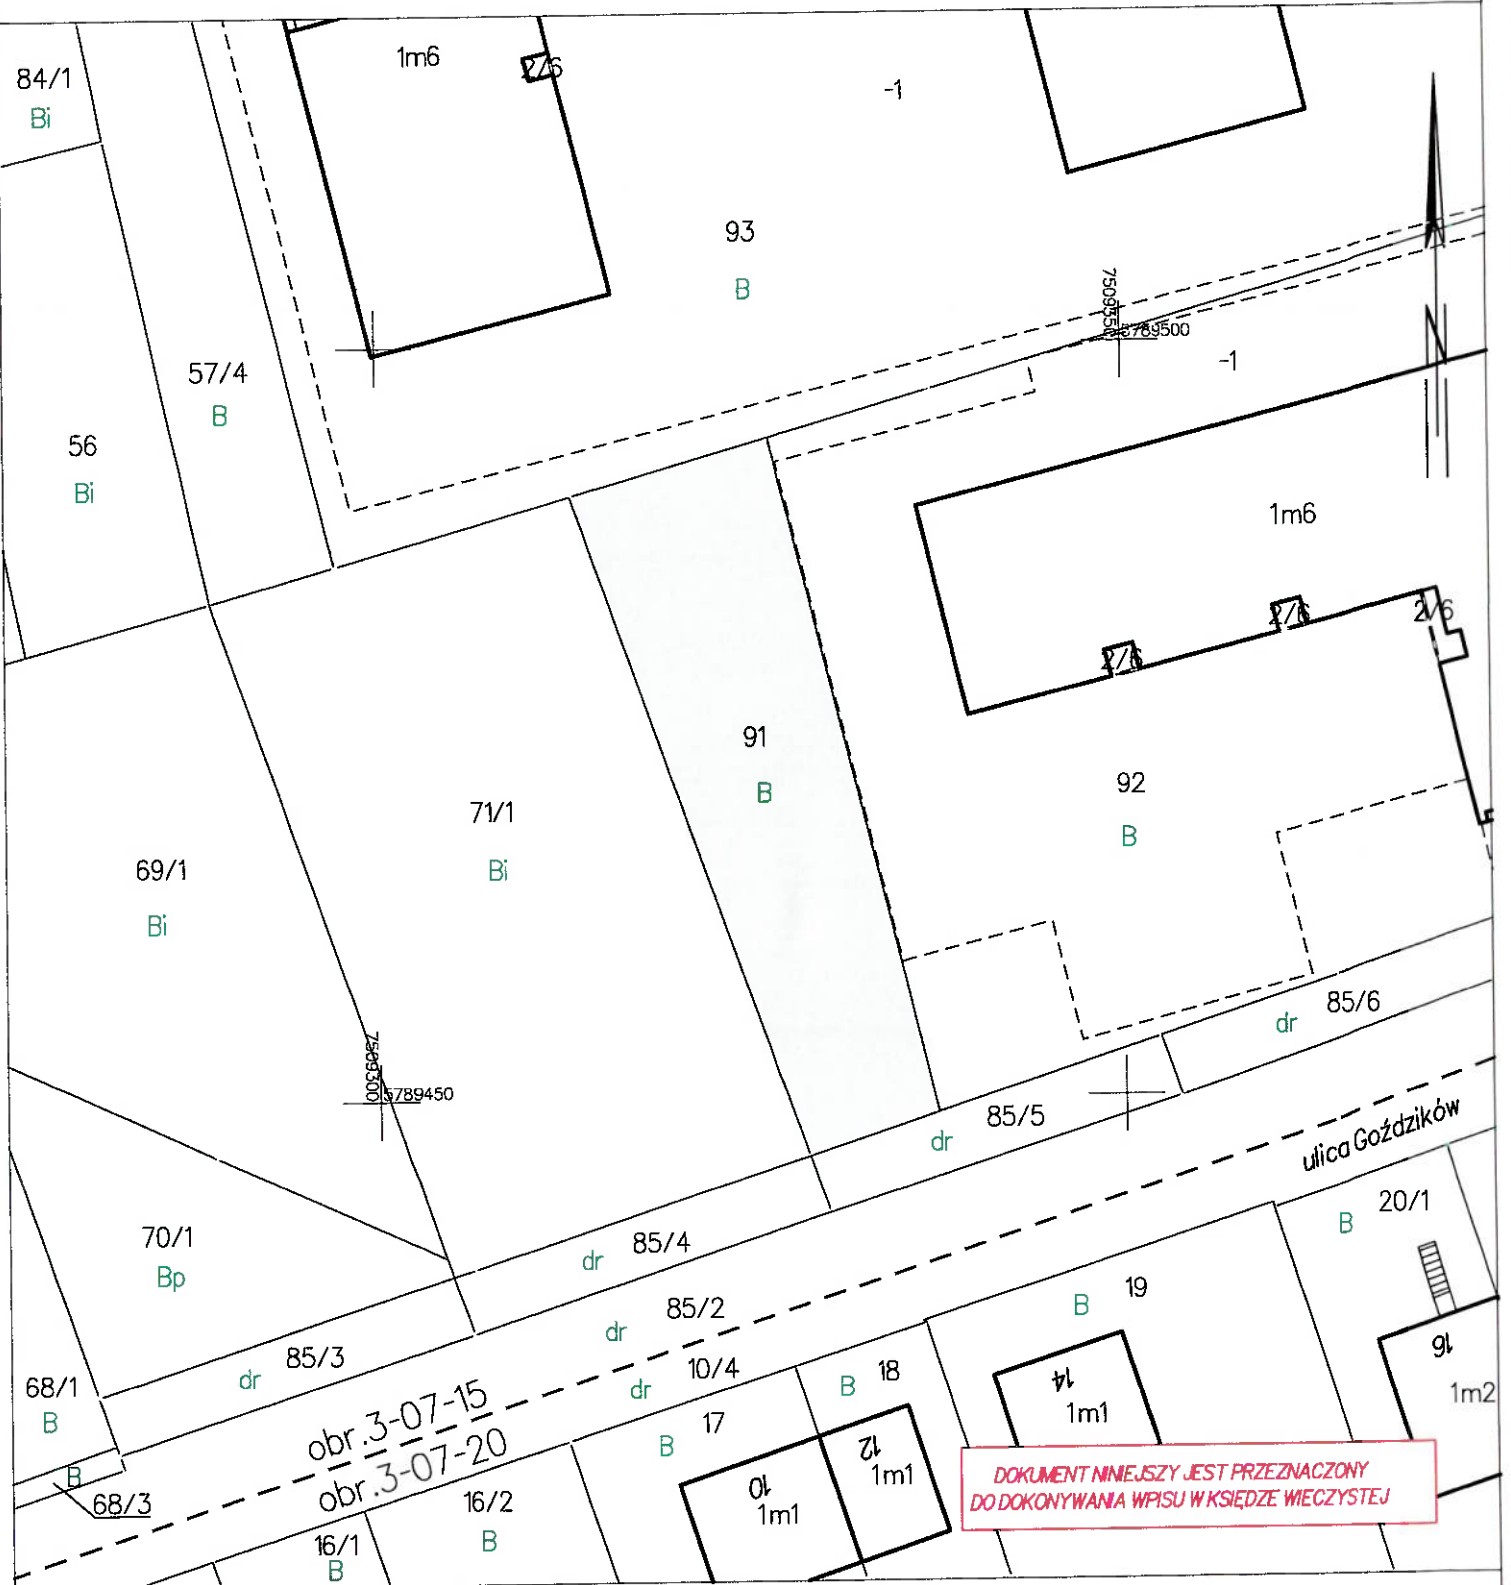 84/1
Bi
1m6
2/6
-1
93
B
57/4
B
56
Bi
7509350
5789500
-1
1m6
2/6
2/6
2/6
91
B
92
B
71/1
Bi
69/1
Bi
7509300
5789450
85/6
dr
85/5
dr
ulica Goździków
20/1
B
70/1
Bp
85/4
dr
85/2
dr
19
B
85/3
dr
10/4
dr
18
B
68/1
B
obr.3-07-15
obr.3-07-20
17
B
14
1m1
16
1m2
12
1m1
10
1m1
B
68/3
16/2
B
16/1
B
N
DOKUMENT NINIEJSZY JEST PRZEZNACZONY
DO DOKONYWANIA WPISU W KSIĘDZE WIECZYSTEJ